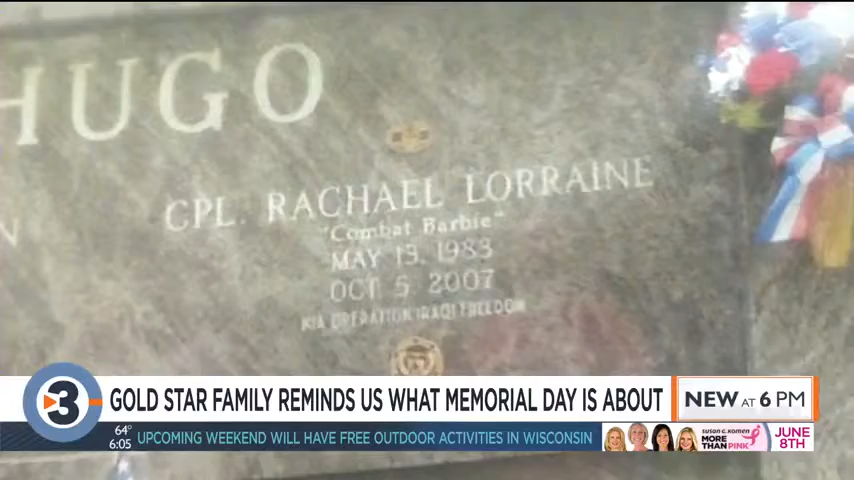 HUGO
CPL. RACHAEL LORRAINE
"Combat Barbie"
MAY 13, 1983
OCT 5, 2007
KIA OPERATION IRAQI FREEDOM
3
GOLD STAR FAMILY REMINDS US WHAT MEMORIAL DAY IS ABOUT
NEW AT 6 PM
64°
6:05
UPCOMING WEEKEND WILL HAVE FREE OUTDOOR ACTIVITIES IN WISCONSIN
SUSAN G. KOMEN
MORE THAN PINK
JUNE 8TH